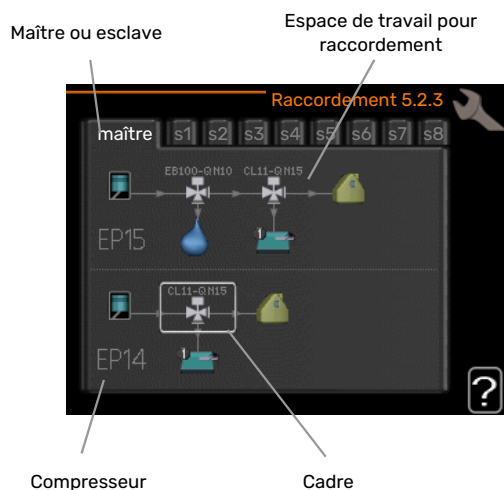 Maître ou esclave
Espace de travail pour
raccordement
Raccordement 5.2.3
maître s1 s2 s3 s4 s5 s6 s7 s8
EB100-QN10 CL11-QN15
1
EP15
CL11-QN15
1
EP14
?
Compresseur
Cadre